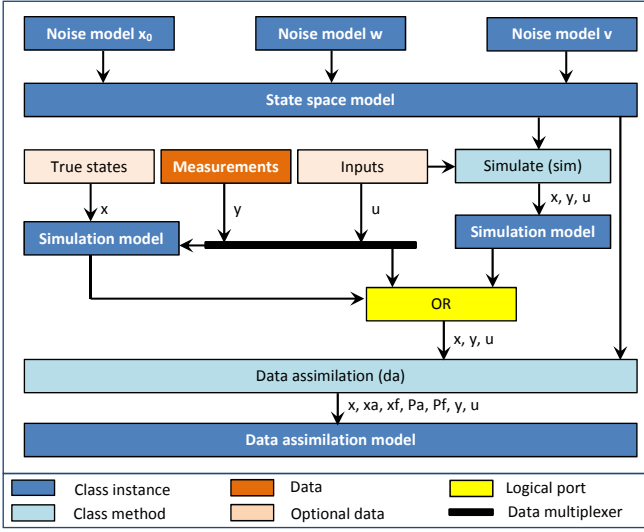 Noise model x₀
Noise model w
Noise model v
State space model
True states
Measurements
Inputs
Simulate (sim)
x
y
u
x, y, u
Simulation model
Simulation model
OR
x, y, u
Data assimilation (da)
x, xa, xf, Pa, Pf, y, u
Data assimilation model
Class instance
Data
Logical port
Class method
Optional data
Data multiplexer